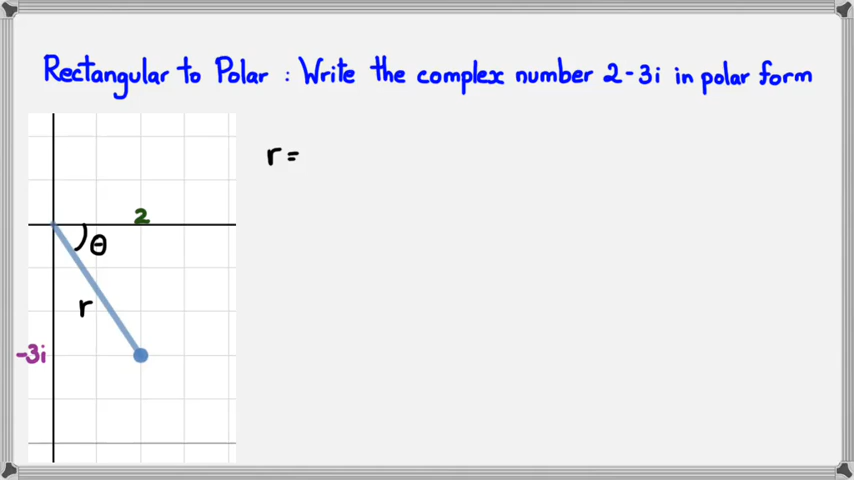 Rectangular to Polar : Write the complex number 2-3i in polar form
r=
2
θ
r
-3i